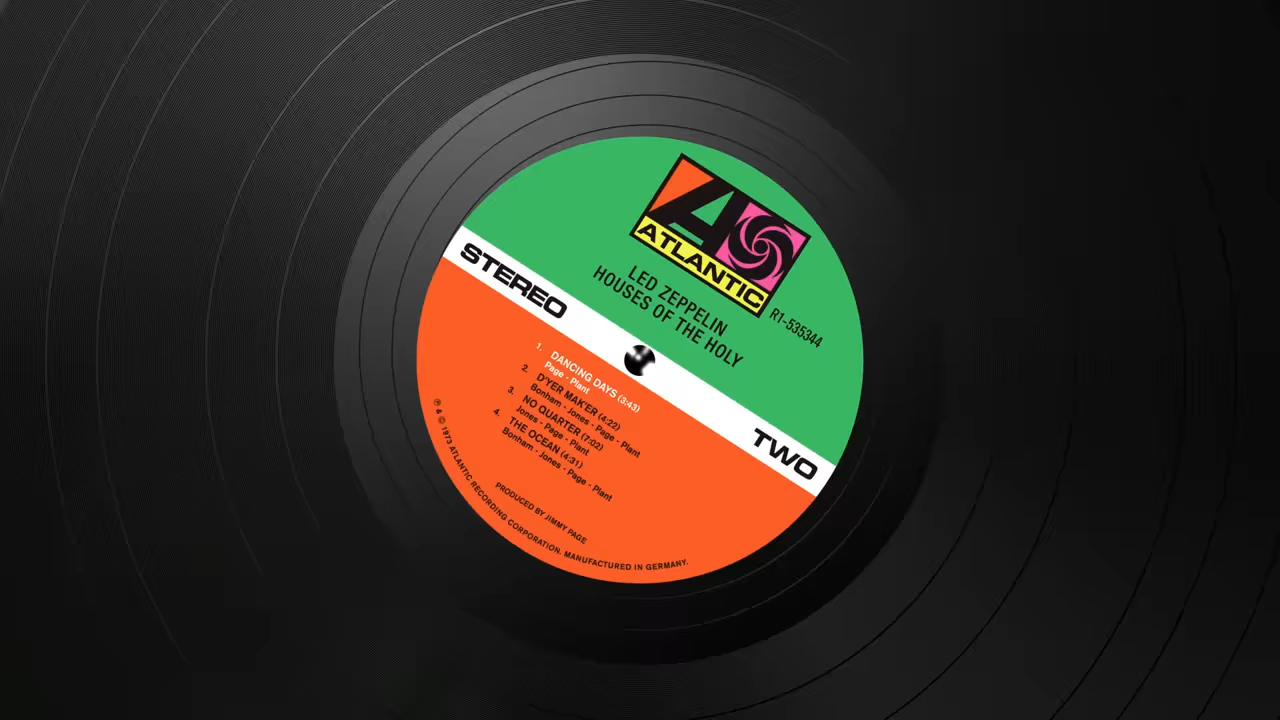 ATLANTIC
LED ZEPPELIN
HOUSES OF THE HOLY
R1-535344
STEREO
TWO
1. DANCING DAYS (3:43)
Page - Plant
2. D'YER MAK'ER (4:22)
Bonham - Jones - Page - Plant
3. NO QUARTER (7:02)
Jones - Page - Plant
4. THE OCEAN (4:31)
Bonham - Jones - Page - Plant
PRODUCED BY JIMMY PAGE
℗ & © 1973 ATLANTIC RECORDING CORPORATION. MANUFACTURED IN GERMANY.